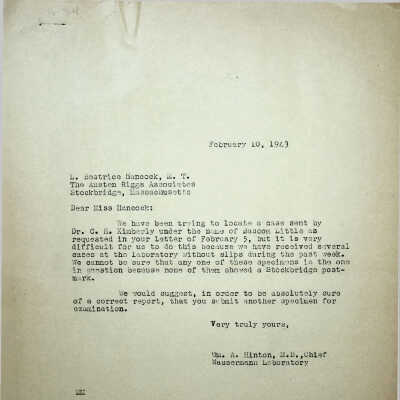 February 10, 1943
L. Beatrice Hancock, M. T.
The Austen Riggs Associates
Stockbridge, Massachusetts
Dear Miss Hancock:
We have been trying to locate a case sent by
Dr. C. H. Kimberly under the name of Bascom Little as
requested in your letter of February 5, but it is very
difficult for us to do this because we have received several
cases at the laboratory without slips during the past week.
We cannot be sure that any one of these specimens is the one
in question because none of them showed a Stockbridge post-
mark.
We would suggest, in order to be absolutely sure
of a correct report, that you submit another specimen for
examination.
Very truly yours,
Wm. A. Hinton, M.D.,Chief
Wassermann Laboratory